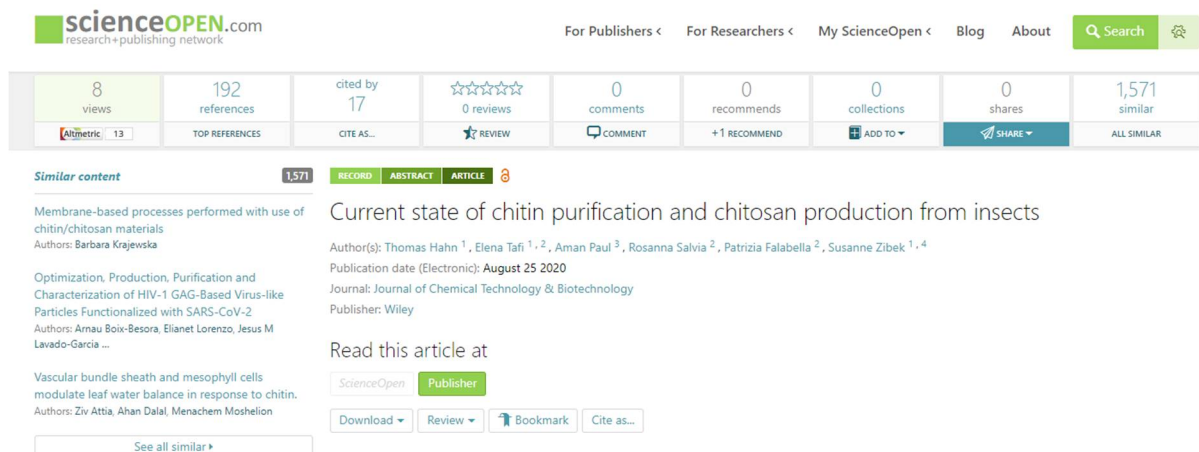 scienceOPEN.com
research+publishing network
For Publishers <
For Researchers <
My ScienceOpen <
Blog
About
Search
8
views
Altmetric 13
192
references
TOP REFERENCES
cited by
17
CITE AS...
☆☆☆☆☆
0 reviews
REVIEW
0
comments
COMMENT
0
recommends
+1 RECOMMEND
0
collections
ADD TO
0
shares
SHARE
1,571
similar
ALL SIMILAR
Similar content
1,571
Membrane-based processes performed with use of
chitin/chitosan materials
Authors: Barbara Krajewska
Optimization, Production, Purification and
Characterization of HIV-1 GAG-Based Virus-like
Particles Functionalized with SARS-CoV-2
Authors: Arnau Boix-Besora, Elianet Lorenzo, Jesus M
Lavado-Garcia ...
Vascular bundle sheath and mesophyll cells
modulate leaf water balance in response to chitin.
Authors: Ziv Attia, Ahan Dalal, Menachem Moshelion
See all similar
RECORD ABSTRACT ARTICLE
Current state of chitin purification and chitosan production from insects
Author(s): Thomas Hahn 1 , Elena Tafi 1 , 2 , Aman Paul 3 , Rosanna Salvia 2 , Patrizia Falabella 2 , Susanne Zibek 1 , 4
Publication date (Electronic): August 25 2020
Journal: Journal of Chemical Technology & Biotechnology
Publisher: Wiley
Read this article at
ScienceOpen
Publisher
Download
Review
Bookmark
Cite as...